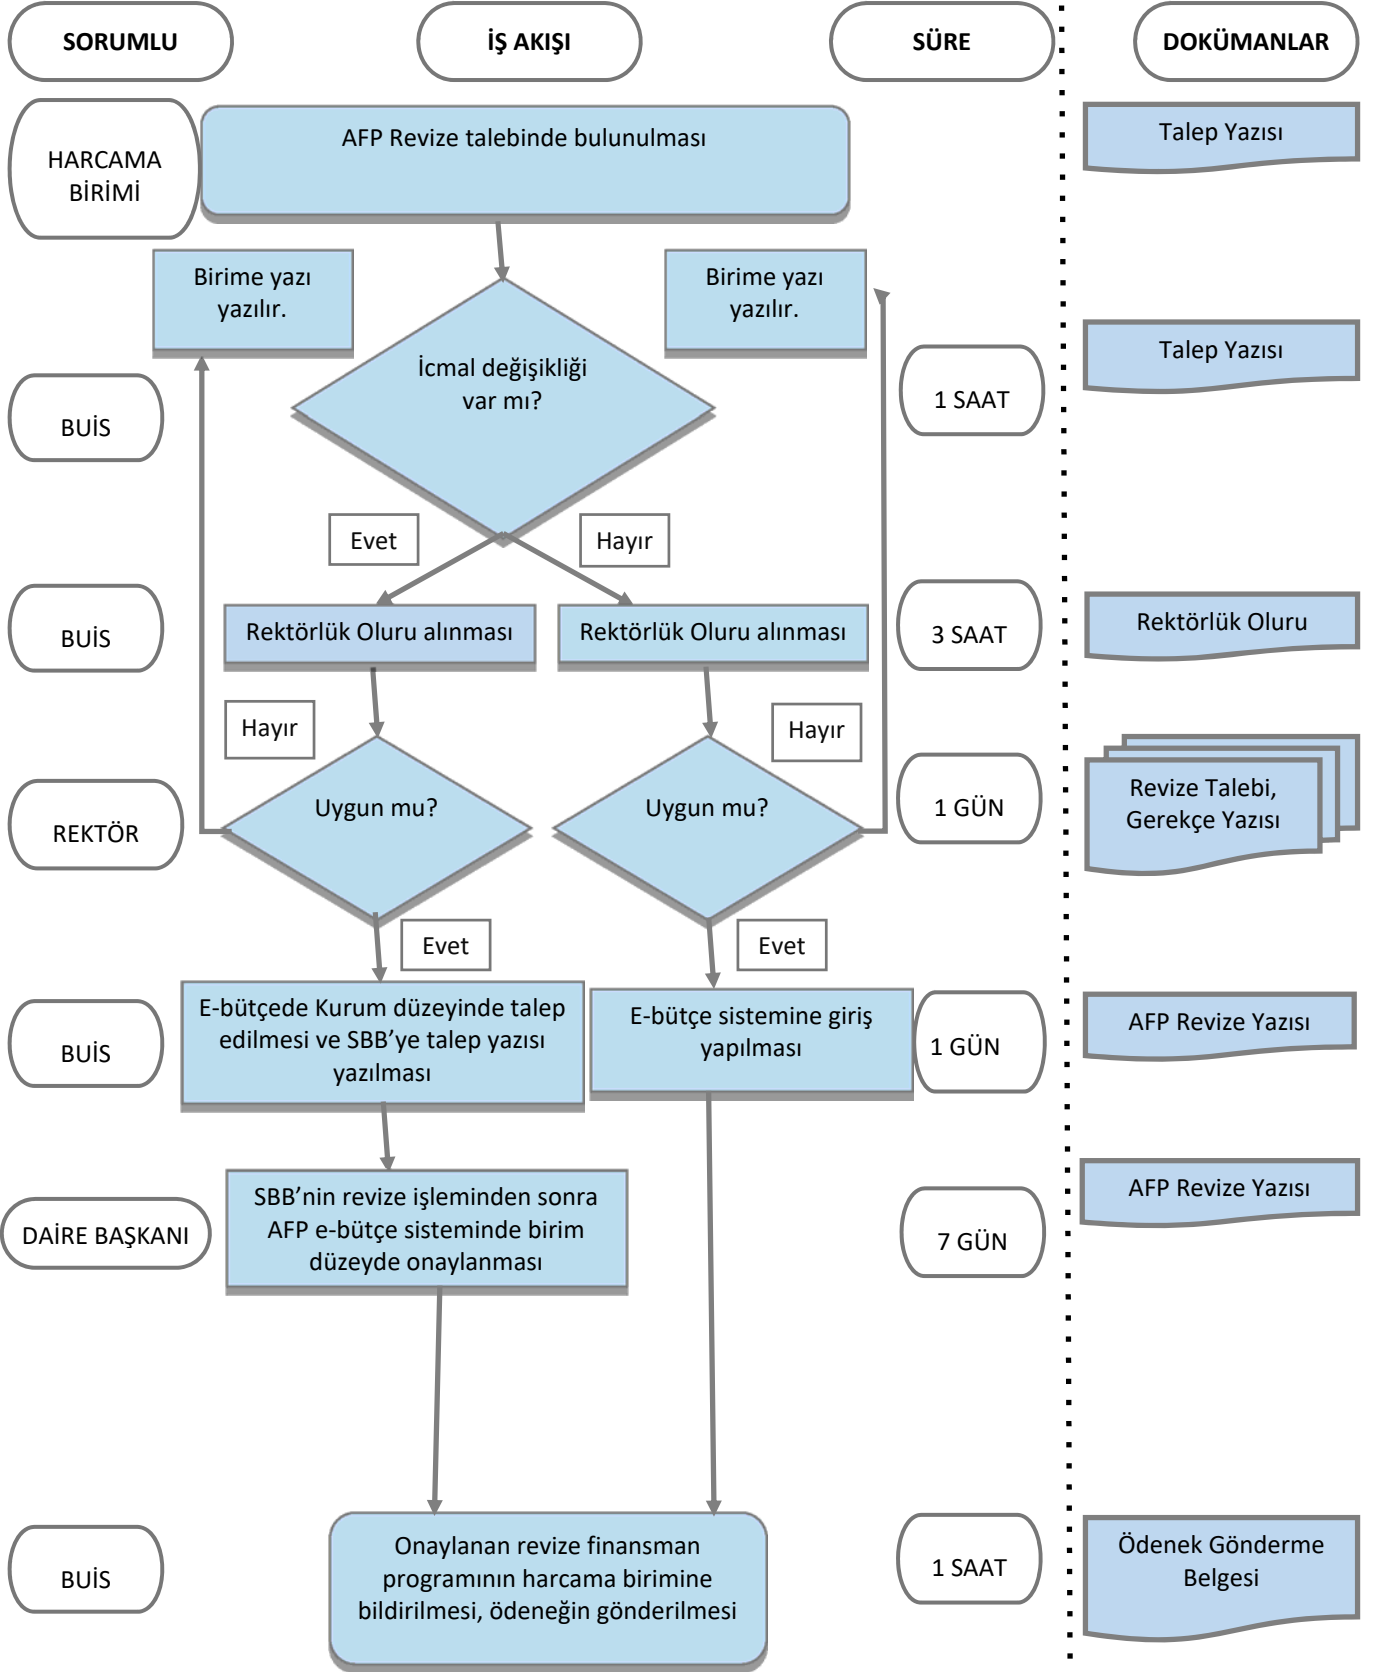 SORUMLU
İŞ AKIŞI
SÜRE
DOKÜMANLAR
HARCAMA
BİRİMİ
AFP Revize talebinde bulunulması
Talep Yazısı
Birime yazı
yazılır.
Birime yazı
yazılır.
BUİS
İcmal değişikliği
var mı?
1 SAAT
Talep Yazısı
Evet
Hayır
BUİS
Rektörlük Oluru alınması
Rektörlük Oluru alınması
3 SAAT
Rektörlük Oluru
Hayır
Hayır
REKTÖR
Uygun mu?
Uygun mu?
1 GÜN
Revize Talebi,
Gerekçe Yazısı
Evet
Evet
BUİS
E-bütçede Kurum düzeyinde talep
edilmesi ve SBB’ye talep yazısı
yazılması
E-bütçe sistemine giriş
yapılması
1 GÜN
AFP Revize Yazısı
DAİRE BAŞKANI
SBB’nin revize işleminden sonra
AFP e-bütçe sisteminde birim
düzeyde onaylanması
7 GÜN
AFP Revize Yazısı
BUİS
Onaylanan revize finansman
programının harcama birimine
bildirilmesi, ödeneğin gönderilmesi
1 SAAT
Ödenek Gönderme
Belgesi